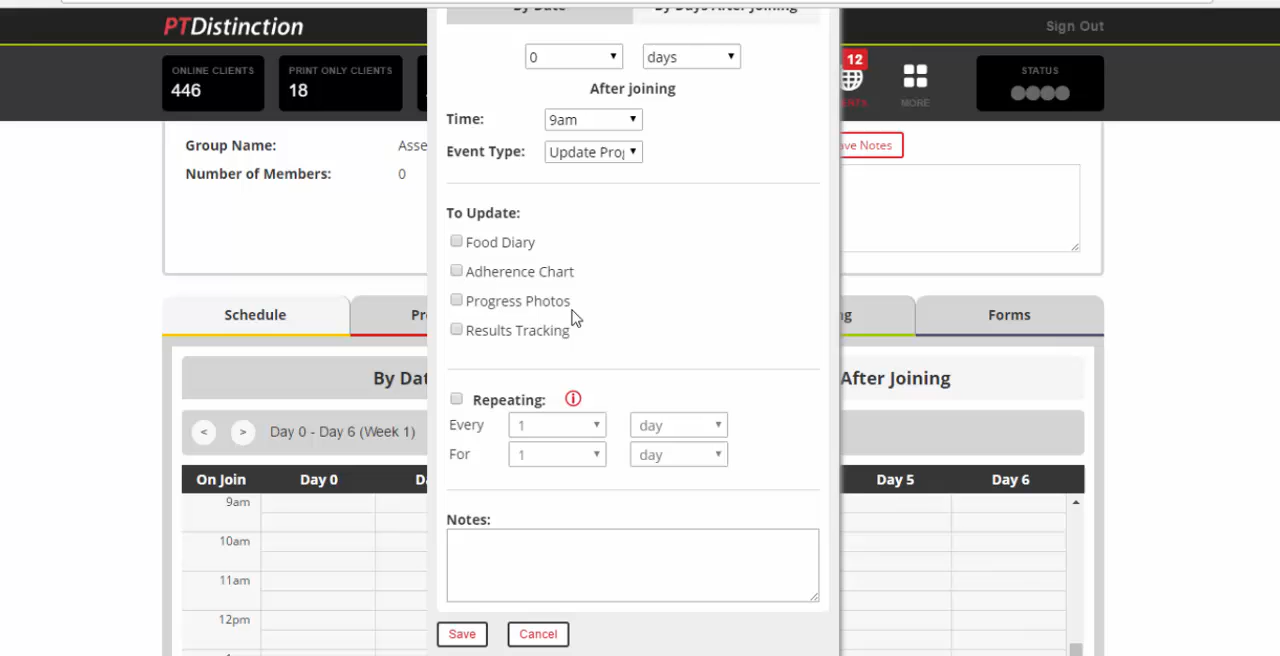 By Date By Days After Joining
PTDistinction Sign Out
ONLINE CLIENTS PRINT ONLY CLIENTS 12 STATUS
446 18 MORE
0 days
After joining
Time: 9am
Event Type: Update Prog
Group Name: Asse
Number of Members: 0
ve Notes
To Update:
Food Diary
Adherence Chart
Progress Photos
Results Tracking
Schedule Pr g Forms
By Dat After Joining
Repeating:
Every 1 day
For 1 day
< > Day 0 - Day 6 (Week 1)
On Join Day 0 D Day 5 Day 6
9am
10am
11am
12pm
Notes:
Save Cancel